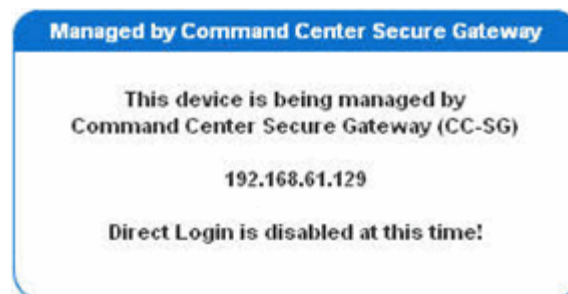 Managed by Command Center Secure Gateway
This device is being managed by
Command Center Secure Gateway (CC-SG)
192.168.61.129
Direct Login is disabled at this time!